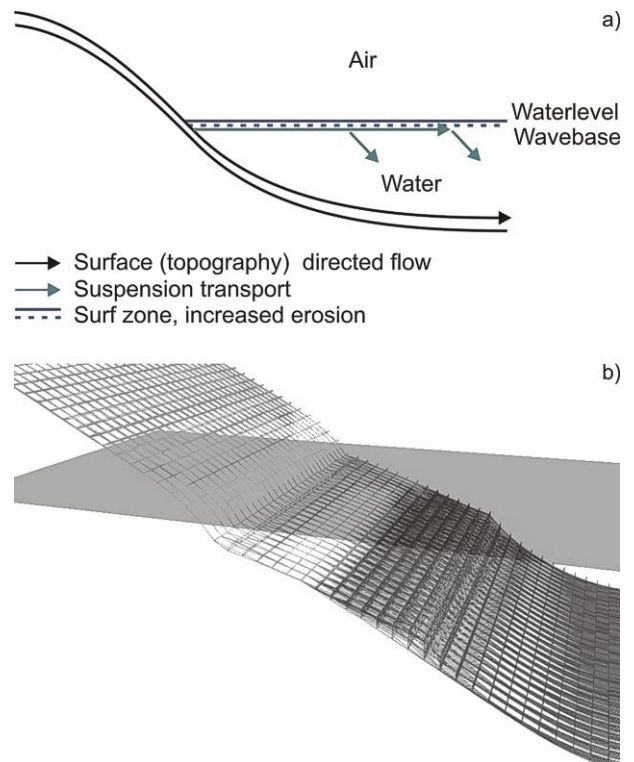 a)
Air
Waterlevel
Wavebase
Water
Surface (topography) directed flow
Suspension transport
Surf zone, increased erosion
b)